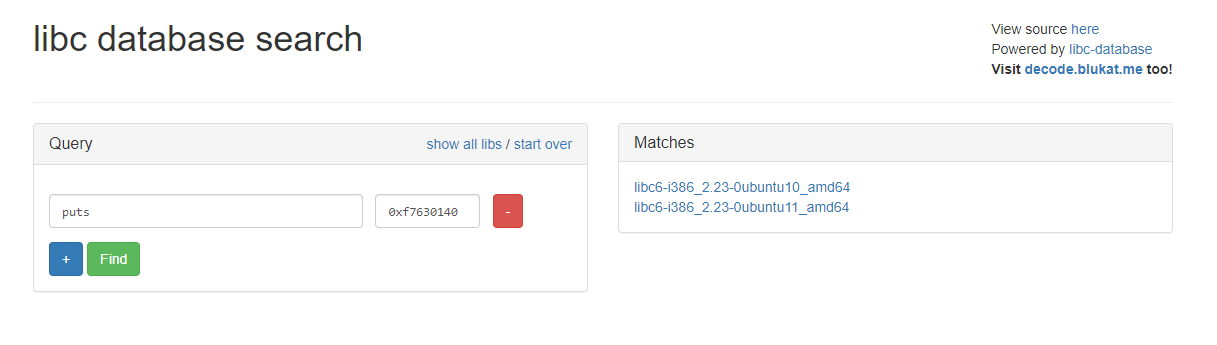 libc database search
View source here
Powered by libc-database
Visit decode.blukat.me too!
Query show all libs / start over
puts 0xf7630140 -
+ Find
Matches
libc6-i386_2.23-0ubuntu10_amd64
libc6-i386_2.23-0ubuntu11_amd64